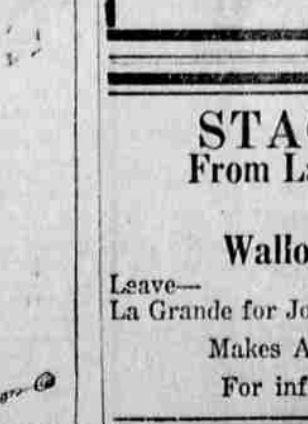 STA
From La
Wallo
Leave—
La Grande for Jo
Makes A
For inf